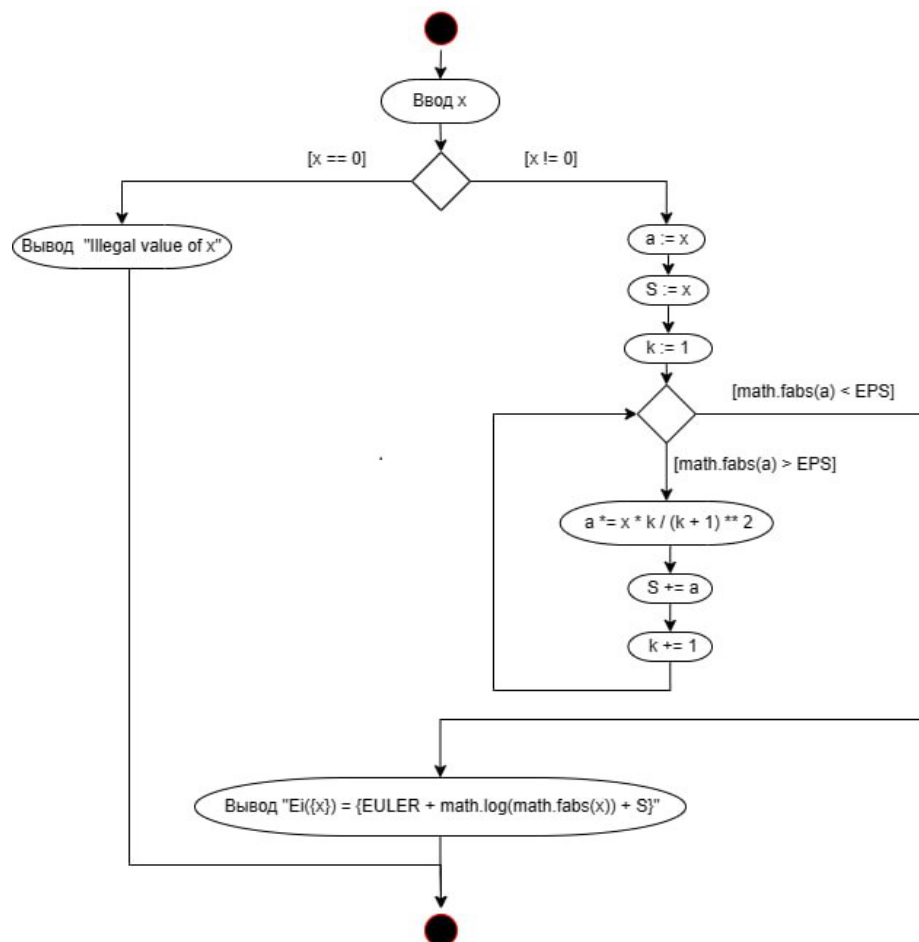 Ввод x
[x == 0]
[x != 0]
Вывод "Illegal value of x"
a := x
S := x
k := 1
[math.fabs(a) < EPS]
[math.fabs(a) > EPS]
a *= x * k / (k + 1) ** 2
S += a
k += 1
Вывод "Ei({x}) = {EULER + math.log(math.fabs(x)) + S}"